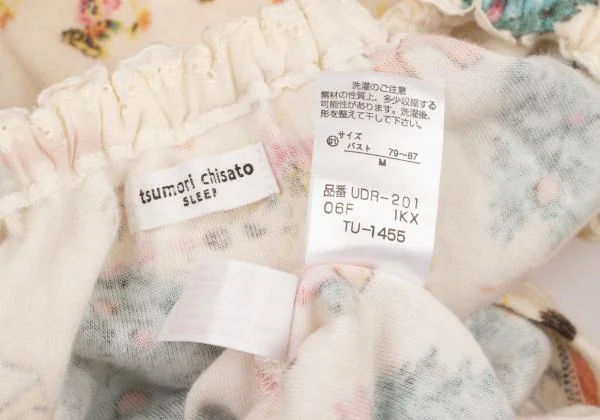 tsumori chisato
SLEEP
洗濯のご注意
素材の性質上、多少収縮する
可能性があります。洗濯後、
形を整えて干して下さい。
サイズ
バスト 79〜87
M
品番 UDR-201
06F IKX
TU-1455